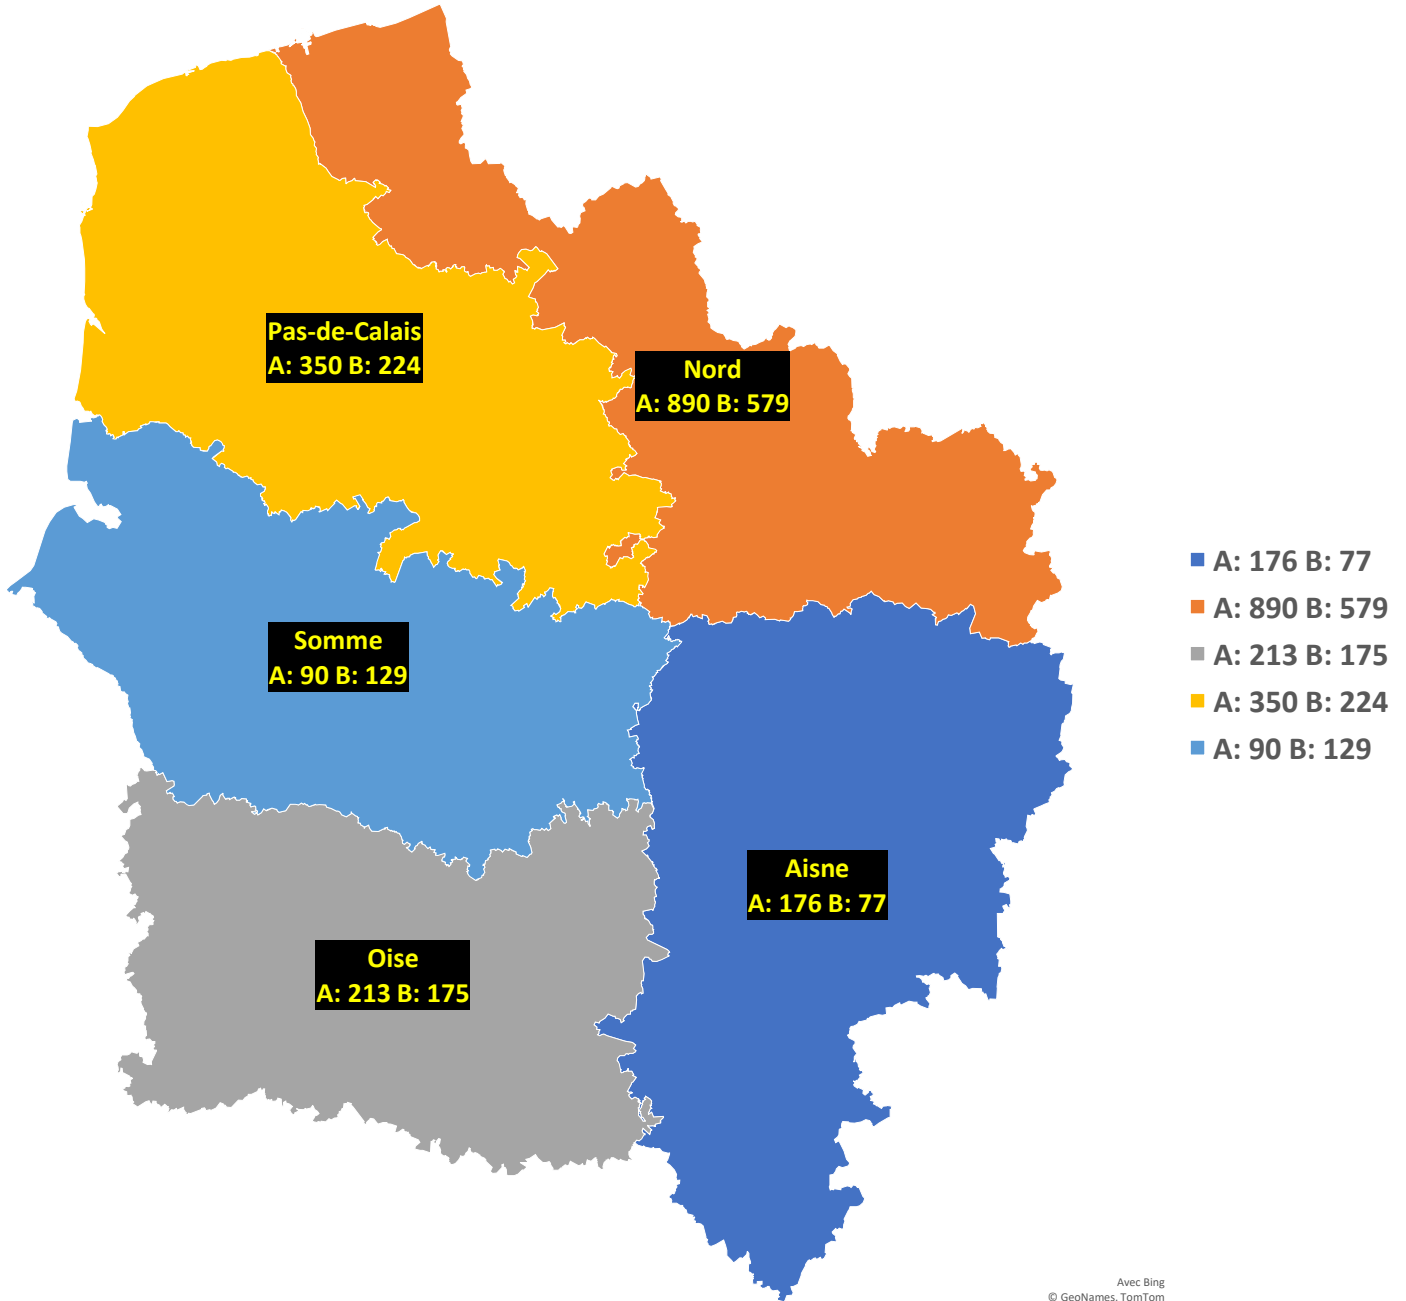 Pas-de-Calais
A: 350 B: 224
Nord
A: 890 B: 579
Somme
A: 90 B: 129
Aisne
A: 176 B: 77
Oise
A: 213 B: 175
A: 176 B: 77
A: 890 B: 579
A: 213 B: 175
A: 350 B: 224
A: 90 B: 129
Avec Bing
© GeoNames, TomTom